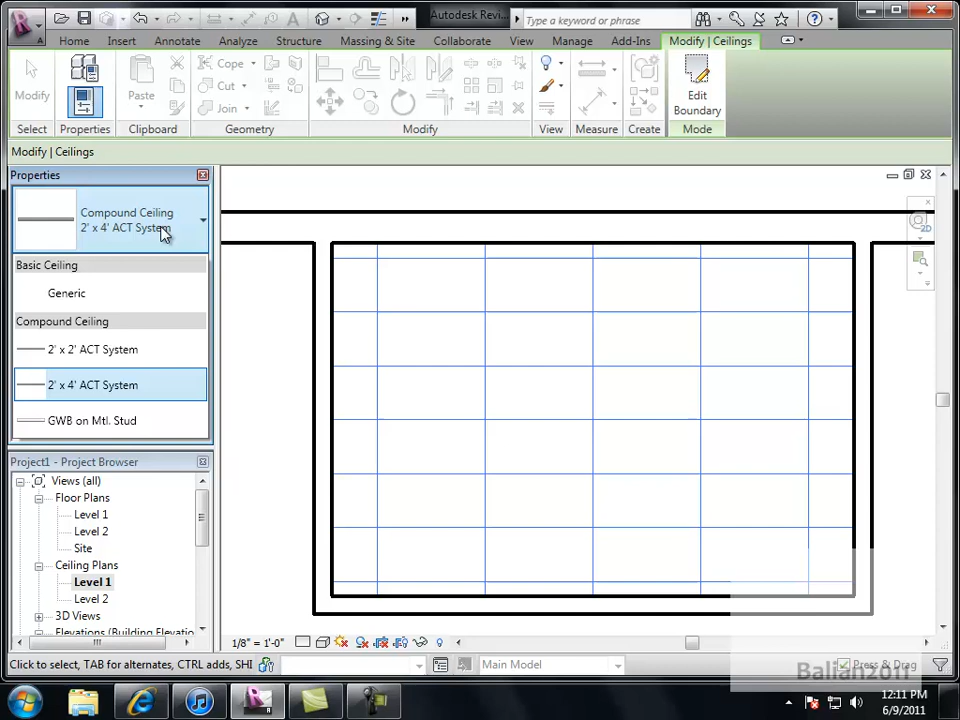 Autodesk Revi...
Type a keyword or phrase
Home Insert Annotate Analyze Structure Massing & Site Collaborate View Manage Add-Ins Modify | Ceilings
Modify
Paste
Cope
Cut
Join
Edit
Boundary
Select Properties Clipboard Geometry Modify View Measure Create Mode
Modify | Ceilings
Properties
Compound Ceiling
2' x 4' ACT System
Basic Ceiling
Generic
Compound Ceiling
2' x 2' ACT System
2' x 4' ACT System
GWB on Mtl. Stud
Project1 - Project Browser
Views (all)
Floor Plans
Level 1
Level 2
Site
Ceiling Plans
Level 1
Level 2
3D Views
Elevations (Building Elevatio
2D
1/8" = 1'-0"
Click to select, TAB for alternates, CTRL adds, SHI
Main Model
Press & Drag
Balian2011
12:11 PM
6/9/2011